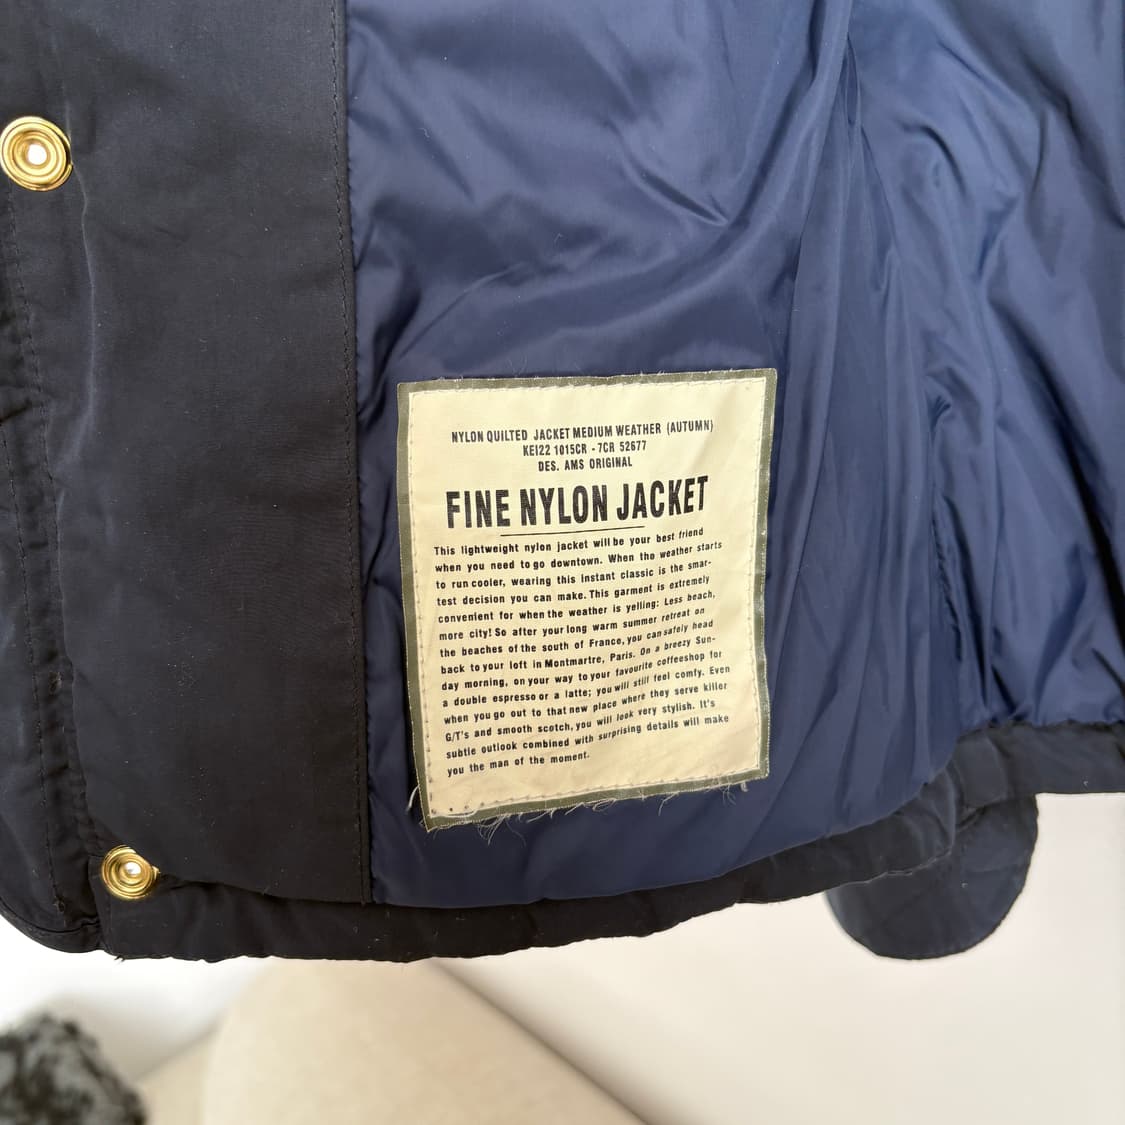 NYLON QUILTED JACKET MEDIUM WEATHER (AUTUMN)
KEI22 1015CR - 7CR 52677
DES. AMS ORIGINAL
FINE NYLON JACKET
This lightweight nylon jacket will be your best friend
when you need to go downtown. When the weather starts
to run cooler, wearing this instant classic is the smar-
test decision you can make. This garment is extremely
convenient for when the weather is yelling: Less beach,
more city! So after your long warm summer retreat on
the beaches of the south of France, you can safely head
back to your loft in Montmartre, Paris. On a breezy Sun-
day morning, on your way to your favourite coffeeshop for
a double espresso or a latte; you will still feel comfy. Even
when you go out to that new place where they serve killer
G/T's and smooth scotch, you will look very stylish. It's
subtle outlook combined with surprising details will make
you the man of the moment.